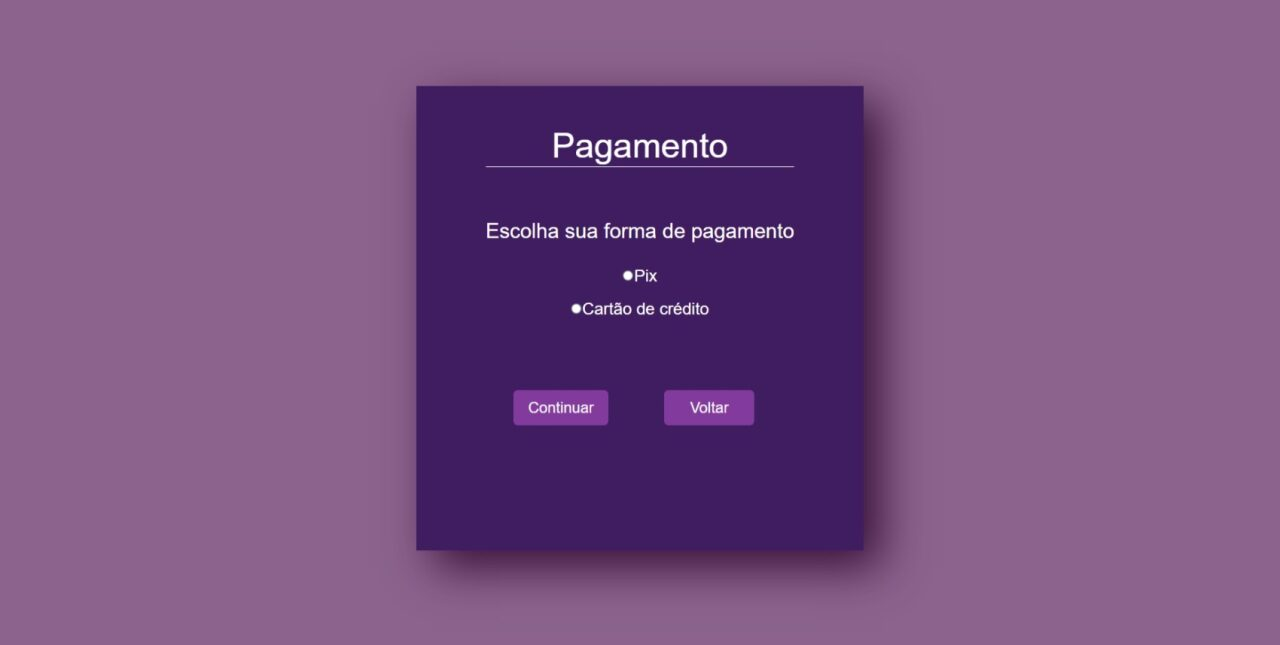 Pagamento
Escolha sua forma de pagamento
Pix
Cartão de crédito
Continuar
Voltar